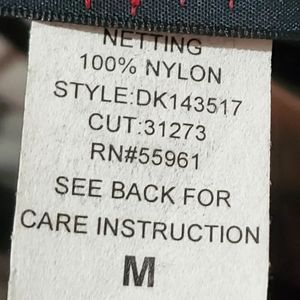 NETTING
100% NYLON
STYLE:DK143517
CUT:31273
RN#55961
SEE BACK FOR
CARE INSTRUCTION
M